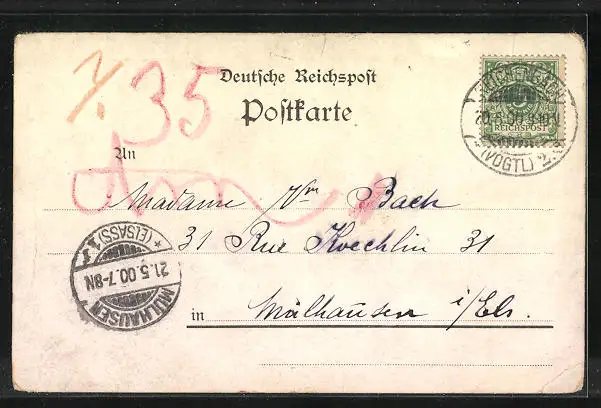 Deutsche Reichspost
Postkarte
35
REICHSPOST
(VOGTL)
An
Madame Vve Bach
31 Rue Koechlin 31
in Mülhausen i/Els.
MÜLHAUSEN
21.5.00.7-8N
(ELSASS)